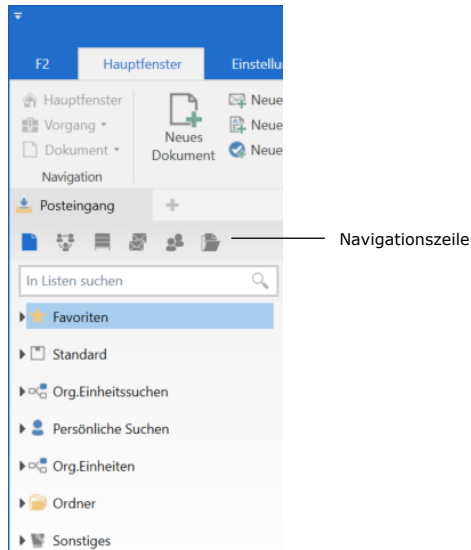 F2 Hauptfenster Einstellu
Hauptfenster
Vorgang
Dokument
Navigation
Neues
Dokument
Neue
Neue
Neue
Posteingang +
Navigationszeile
In Listen suchen
Favoriten
Standard
Org.Einheitssuchen
Persönliche Suchen
Org.Einheiten
Ordner
Sonstiges